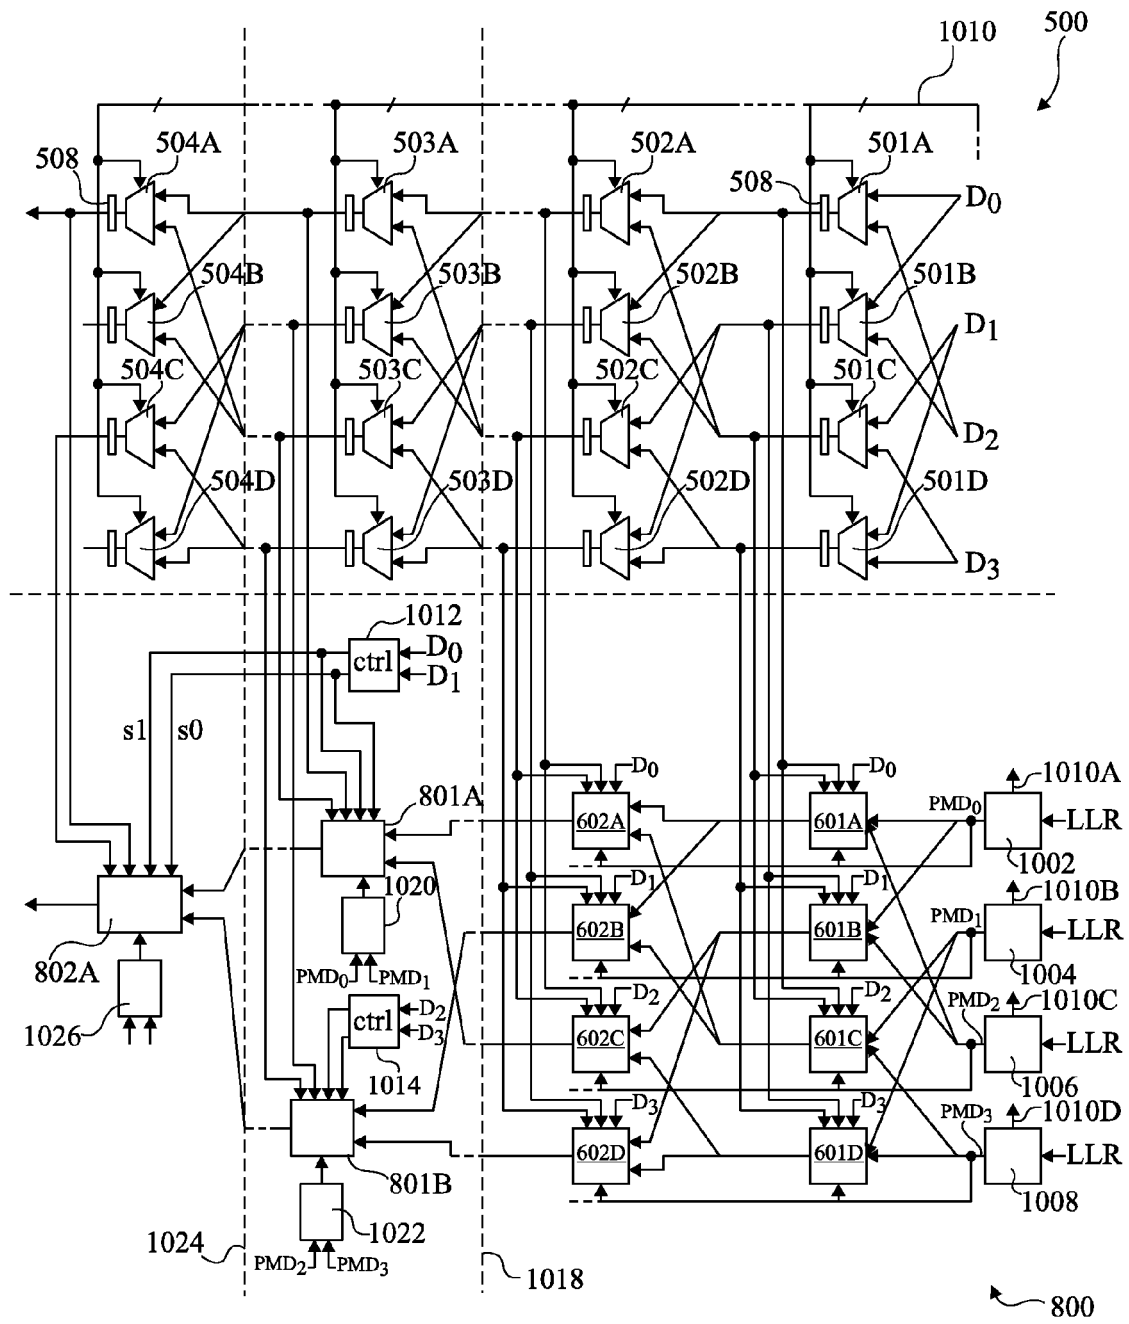 500
1010
508
504A
503A
502A
508
501A
D0
504B
503B
502B
501B
D1
504C
503C
502C
501C
D2
504D
503D
502D
501D
D3
1012
ctrl
D0
D1
s1
s0
801A
D0
D0
1010A
PMD0
602A
601A
LLR
1002
1020
D1
D1
1010B
PMD1
602B
601B
LLR
802A
1004
PMD0
PMD1
D2
D2
1010C
PMD2
ctrl
D2
D3
1026
602C
601C
LLR
1014
1006
D3
D3
1010D
PMD3
602D
601D
LLR
801B
1008
1022
1024
PMD2
PMD3
1018
800